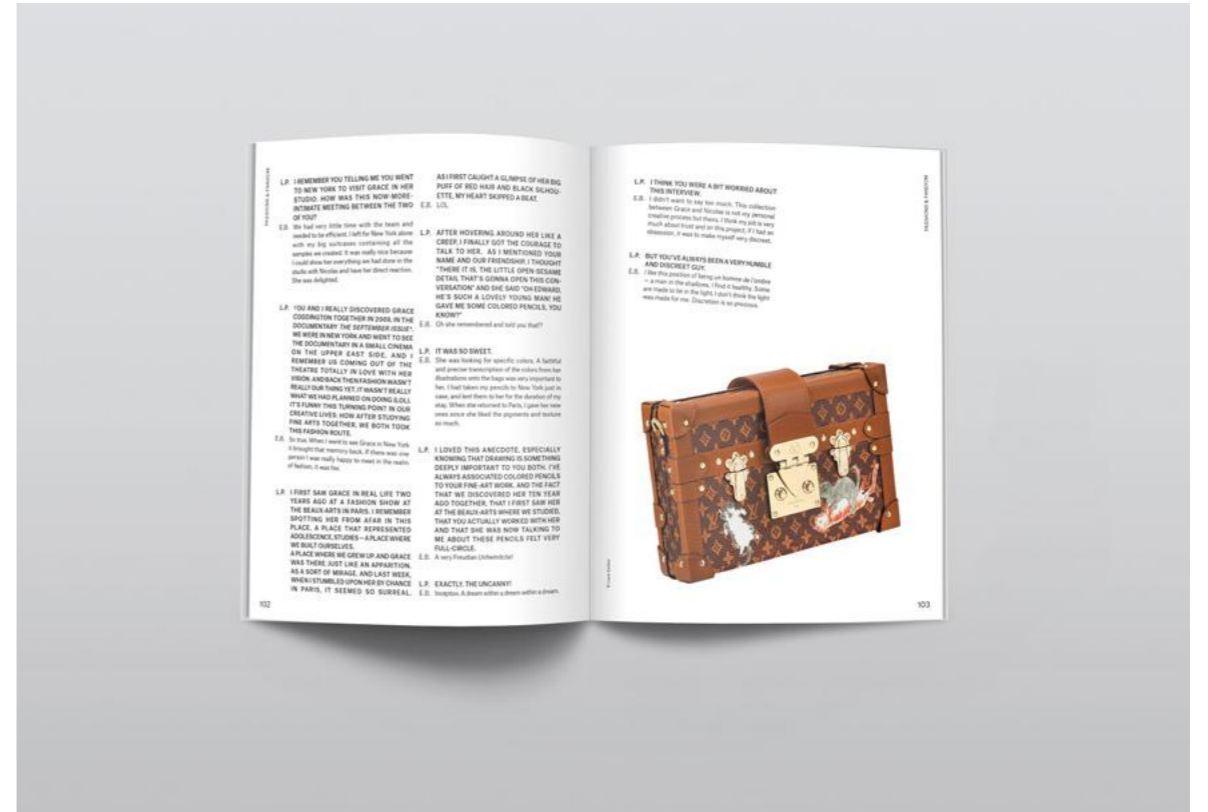 PASSIONS & FANDOM
L.P. I REMEMBER YOU TELLING ME YOU WENT
TO NEW YORK TO VISIT GRACE IN HER
STUDIO. HOW WAS THIS NOW-MORE-
INTIMATE MEETING BETWEEN THE TWO
OF YOU?
E.B. We had very little time with the team and
needed to be efficient. I left for New York alone
with my big suitcases containing all the
samples we created. It was really nice because
I could show her everything we had done in the
studio with Nicolas and have her direct reaction.
She was delighted.
L.P. YOU AND I REALLY DISCOVERED GRACE
CODDINGTON TOGETHER IN 2009, IN THE
DOCUMENTARY THE SEPTEMBER ISSUE*.
WE WERE IN NEW YORK AND WENT TO SEE
THE DOCUMENTARY IN A SMALL CINEMA
ON THE UPPER EAST SIDE, AND I
REMEMBER US COMING OUT OF THE
THEATRE TOTALLY IN LOVE WITH HER
VISION. AND BACK THEN FASHION WASN'T
REALLY OUR THING YET, IT WASN'T REALLY
WHAT WE HAD PLANNED ON DOING (LOL).
IT'S FUNNY THIS TURNING POINT IN OUR
CREATIVE LIVES: HOW AFTER STUDYING
FINE ARTS TOGETHER, WE BOTH TOOK
THIS FASHION ROUTE.
E.B. So true. When I went to see Grace in New York
it brought that memory back. If there was one
person I was really happy to meet in the realm
of fashion, it was her.
L.P. I FIRST SAW GRACE IN REAL LIFE TWO
YEARS AGO AT A FASHION SHOW AT
THE BEAUX-ARTS IN PARIS. I REMEMBER
SPOTTING HER FROM AFAR IN THIS
PLACE, A PLACE THAT REPRESENTED
ADOLESCENCE, STUDIES – A PLACE WHERE
WE BUILT OURSELVES.
A PLACE WHERE WE GREW UP. AND GRACE
WAS THERE JUST LIKE AN APPARITION.
AS A SORT OF MIRAGE. AND LAST WEEK,
WHEN I STUMBLED UPON HER BY CHANCE
IN PARIS, IT SEEMED SO SURREAL.
102
AS I FIRST CAUGHT A GLIMPSE OF HER BIG
PUFF OF RED HAIR AND BLACK SILHOU-
ETTE, MY HEART SKIPPED A BEAT.
E.B. LOL.
L.P. AFTER HOVERING AROUND HER LIKE A
CREEP, I FINALLY GOT THE COURAGE TO
TALK TO HER. AS I MENTIONED YOUR
NAME AND OUR FRIENDSHIP, I THOUGHT
"THERE IT IS, THE LITTLE OPEN-SESAME
DETAIL THAT'S GONNA OPEN THIS CON-
VERSATION" AND SHE SAID "OH EDWARD,
HE'S SUCH A LOVELY YOUNG MAN! HE
GAVE ME SOME COLORED PENCILS, YOU
KNOW?"
E.B. Oh she remembered and told you that!?
L.P. IT WAS SO SWEET.
E.B. She was looking for specific colors. A faithful
and precise transcription of the colors from her
illustrations onto the bags was very important to
her. I had taken my pencils to New York just in
case, and lent them to her for the duration of my
stay. When she returned to Paris, I gave her new
ones since she liked the pigments and texture
so much.
L.P. I LOVED THIS ANECDOTE, ESPECIALLY
KNOWING THAT DRAWING IS SOMETHING
DEEPLY IMPORTANT TO YOU BOTH. I'VE
ALWAYS ASSOCIATED COLORED PENCILS
TO YOUR FINE-ART WORK. AND THE FACT
THAT WE DISCOVERED HER TEN YEAR
AGO TOGETHER, THAT I FIRST SAW HER
AT THE BEAUX-ARTS WHERE WE STUDIED,
THAT YOU ACTUALLY WORKED WITH HER
AND THAT SHE WAS NOW TALKING TO
ME ABOUT THESE PENCILS FELT VERY
FULL-CIRCLE.
E.B. A very Freudian Unheimliche!
L.P. EXACTLY, THE UNCANNY!
E.B. Inception. A dream within a dream within a dream.
L.P. I THINK YOU WERE A BIT WORRIED ABOUT
THIS INTERVIEW.
E.B. I didn't want to say too much. This collection
between Grace and Nicolas is not my personal
creative process but theirs. I think my job is very
much about trust and on this project, if I had an
obsession, it was to make myself very discreet.
L.P. BUT YOU'VE ALWAYS BEEN A VERY HUMBLE
AND DISCREET GUY.
E.B. I like this position of being un homme de l'ombre
– a man in the shadows. I find it healthy. Some
are made to be in the light, I don't think the light
was made for me. Discretion is so precious.
PASSIONS & FANDOM
103